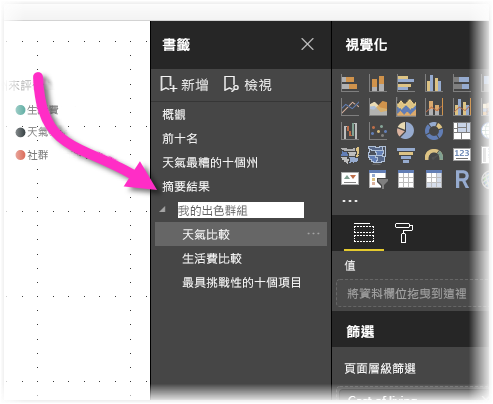 來評
生活費
天氣
社群
書籤
新增
檢視
概觀
前十名
天氣最糟的十個州
摘要結果
我的出色群組
天氣比較
生活費比較
最具挑戰性的十個項目
視覺化
123
R
值
將資料欄位拖曳到這裡
篩選
頁面層級篩選
Cost of living